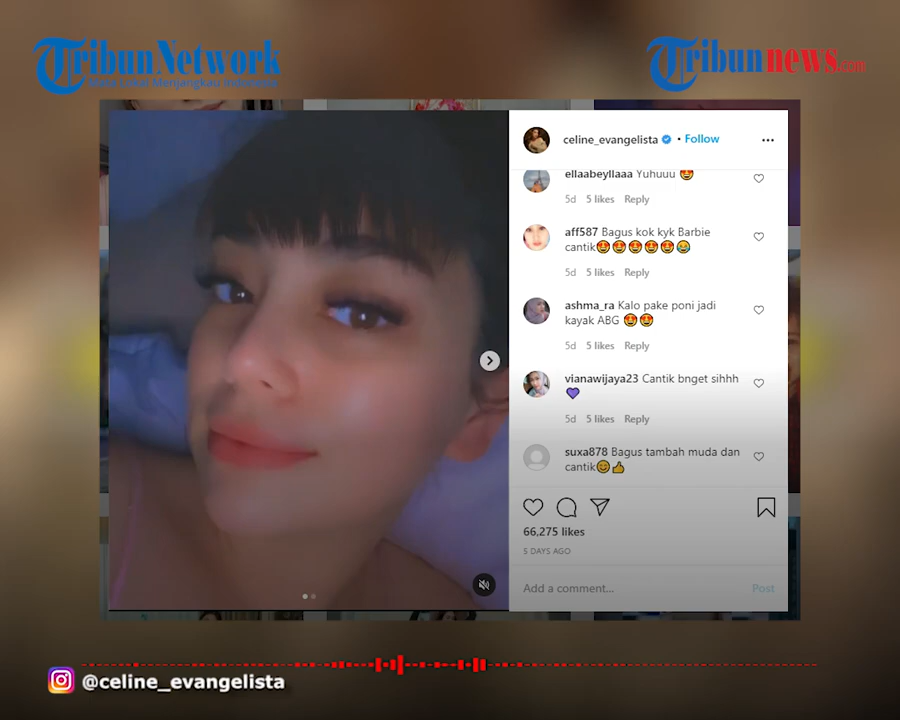 Tribun Network
Tribunnews.com
celine_evangelista • Follow
ellaabeyllaaa Yuhuuu 🤩
5d 5 likes Reply
aff587 Bagus kok kyk Barbie
cantik🤩🤩🤩🤩🤩😂
5d 5 likes Reply
ashma_ra Kalo pake poni jadi
kayak ABG 🤩🤩
5d 5 likes Reply
vianawijaya23 Cantik bnget sihhh
💜
5d 5 likes Reply
suxa878 Bagus tambah muda dan
cantik😊👍
66,275 likes
5 DAYS AGO
Add a comment... Post
@celine_evangelista